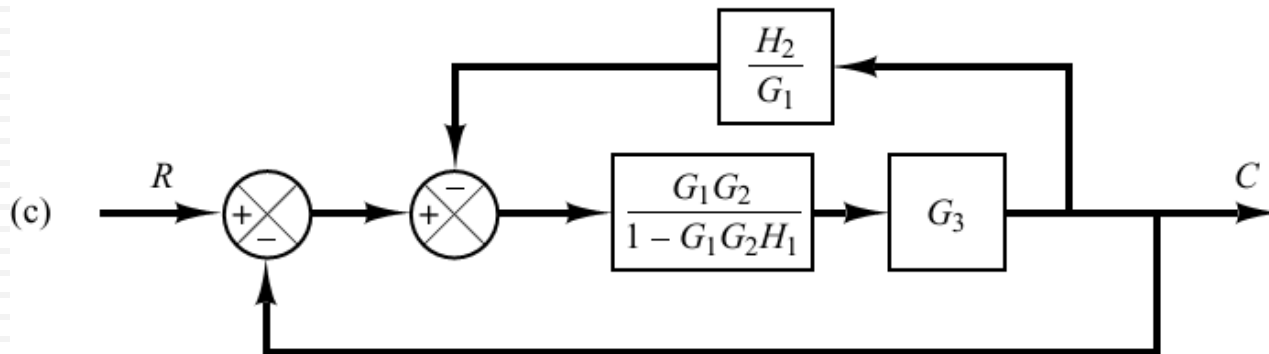 H₂
G₁
R
C
(c)
+
−
+
−
G₁G₂
1 − G₁G₂H₁
G₃